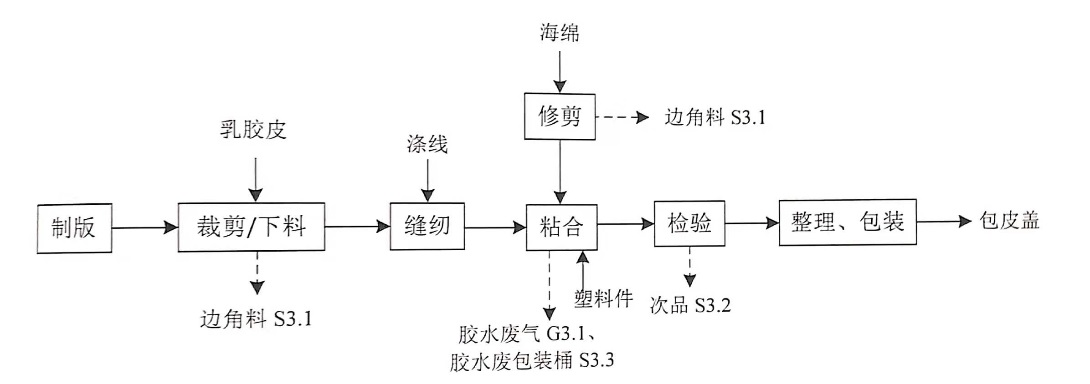 海绵
修剪
边角料 S3.1
乳胶皮
涤线
制版
裁剪/下料
缝纫
粘合
检验
整理、包装
包皮盖
边角料 S3.1
塑料件
次品 S3.2
胶水废气 G3.1、
胶水废包装桶 S3.3